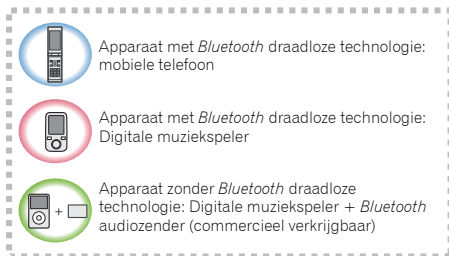 Apparaat met Bluetooth draadloze technologie:
mobiele telefoon
Apparaat met Bluetooth draadloze technologie:
Digitale muziekspeler
Apparaat zonder Bluetooth draadloze
technologie: Digitale muziekspeler + Bluetooth
audiozender (commercieel verkrijgbaar)